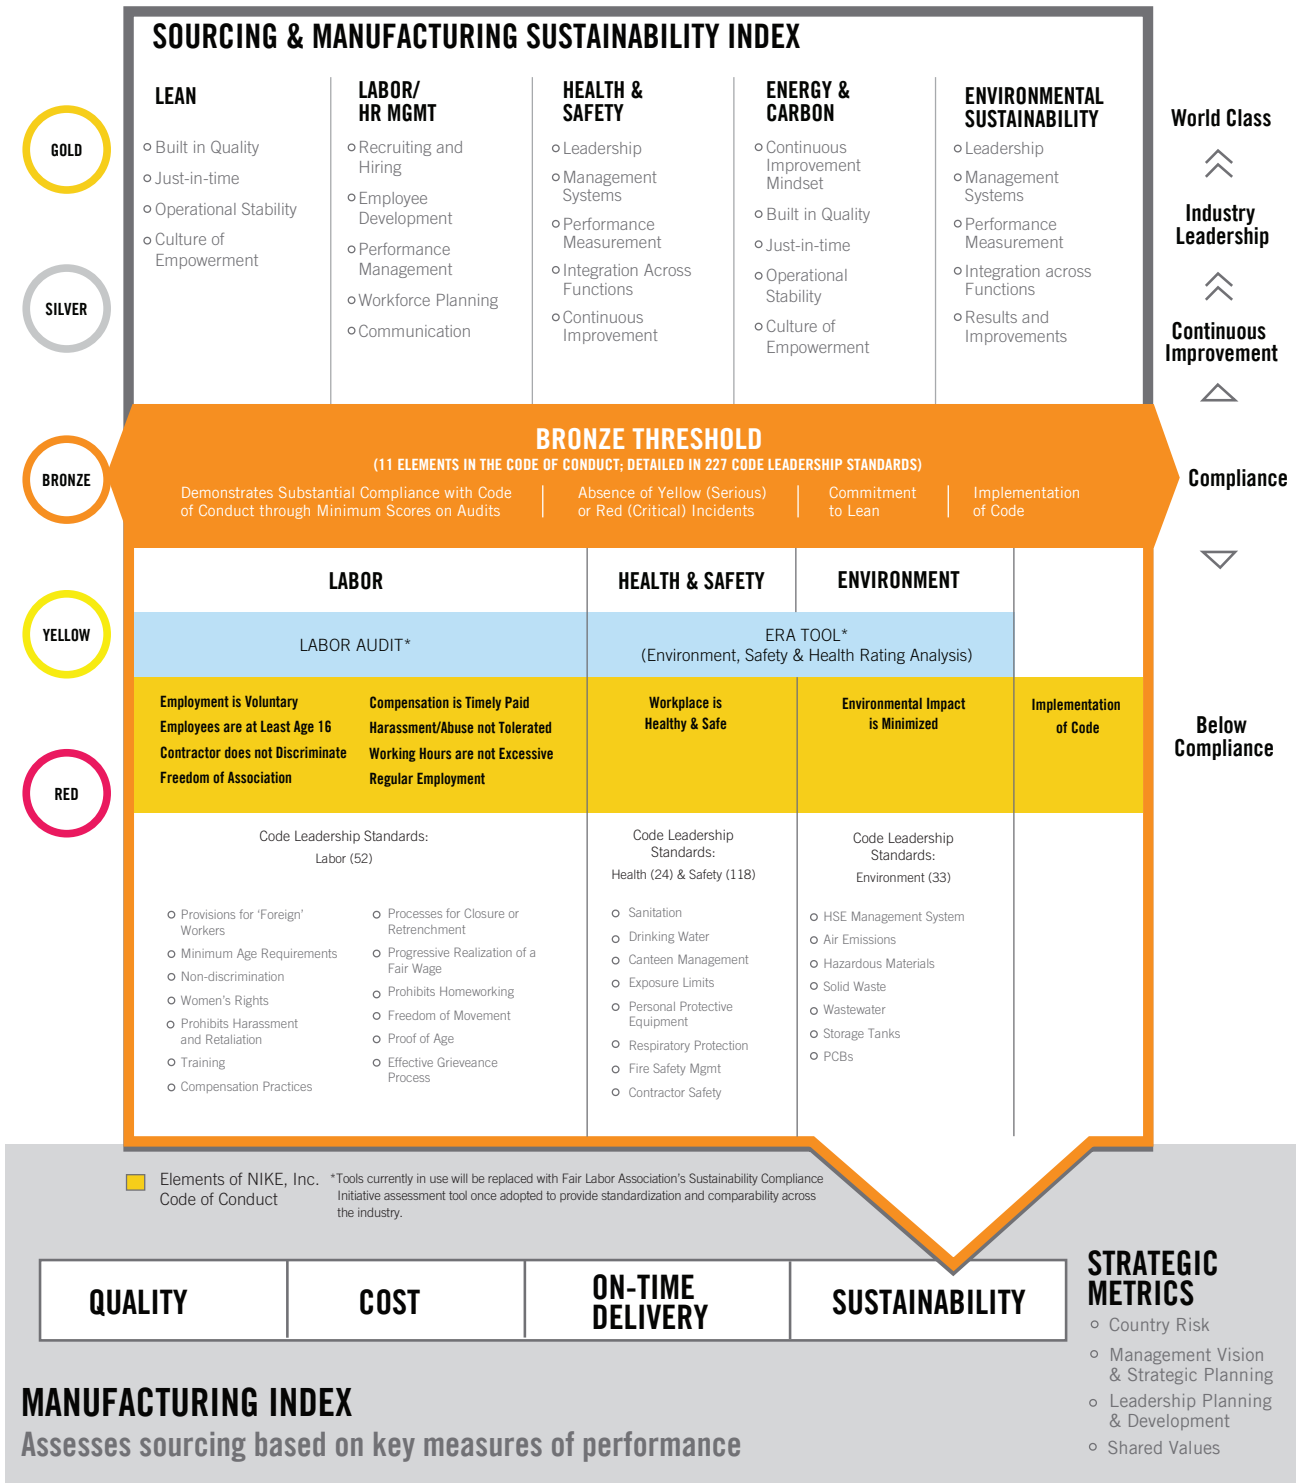 SOURCING & MANUFACTURING SUSTAINABILITY INDEX
GOLD
SILVER
BRONZE
YELLOW
RED
LEAN
Built in Quality
Just-in-time
Operational Stability
Culture of
Empowerment
LABOR/
HR MGMT
Recruiting and
Hiring
Employee
Development
Performance
Management
Workforce Planning
Communication
HEALTH &
SAFETY
Leadership
Management
Systems
Performance
Measurement
Integration Across
Functions
Continuous
Improvement
ENERGY &
CARBON
Continuous
Improvement
Mindset
Built in Quality
Just-in-time
Operational
Stability
Culture of
Empowerment
ENVIRONMENTAL
SUSTAINABILITY
Leadership
Management
Systems
Performance
Measurement
Integration across
Functions
Results and
Improvements
World Class
Industry
Leadership
Continuous
Improvement
Compliance
Below
Compliance
BRONZE THRESHOLD
(11 ELEMENTS IN THE CODE OF CONDUCT; DETAILED IN 227 CODE LEADERSHIP STANDARDS)
Demonstrates Substantial Compliance with Code
of Conduct through Minimum Scores on Audits
Absence of Yellow (Serious)
or Red (Critical) Incidents
Commitment
to Lean
Implementation
of Code
LABOR
HEALTH & SAFETY
ENVIRONMENT
LABOR AUDIT*
ERA TOOL*
(Environment, Safety & Health Rating Analysis)
Employment is Voluntary
Employees are at Least Age 16
Contractor does not Discriminate
Freedom of Association
Compensation is Timely Paid
Harassment/Abuse not Tolerated
Working Hours are not Excessive
Regular Employment
Workplace is
Healthy & Safe
Environmental Impact
is Minimized
Implementation
of Code
Code Leadership Standards:
Labor (52)
Provisions for ‘Foreign’
Workers
Minimum Age Requirements
Non-discrimination
Women’s Rights
Prohibits Harassment
and Retaliation
Training
Compensation Practices
Processes for Closure or
Retrenchment
Progressive Realization of a
Fair Wage
Prohibits Homeworking
Freedom of Movement
Proof of Age
Effective Grieveance
Process
Code Leadership
Standards:
Health (24) & Safety (118)
Sanitation
Drinking Water
Canteen Management
Exposure Limits
Personal Protective
Equipment
Respiratory Protection
Fire Safety Mgmt
Contractor Safety
Code Leadership
Standards:
Environment (33)
HSE Management System
Air Emissions
Hazardous Materials
Solid Waste
Wastewater
Storage Tanks
PCBs
Elements of NIKE, Inc.
Code of Conduct
*Tools currently in use will be replaced with Fair Labor Association’s Sustainability Compliance
Initiative assessment tool once adopted to provide standardization and comparability across
the industry.
QUALITY
COST
ON-TIME
DELIVERY
SUSTAINABILITY
STRATEGIC
METRICS
Country Risk
Management Vision
& Strategic Planning
Leadership Planning
& Development
Shared Values
MANUFACTURING INDEX
Assesses sourcing based on key measures of performance